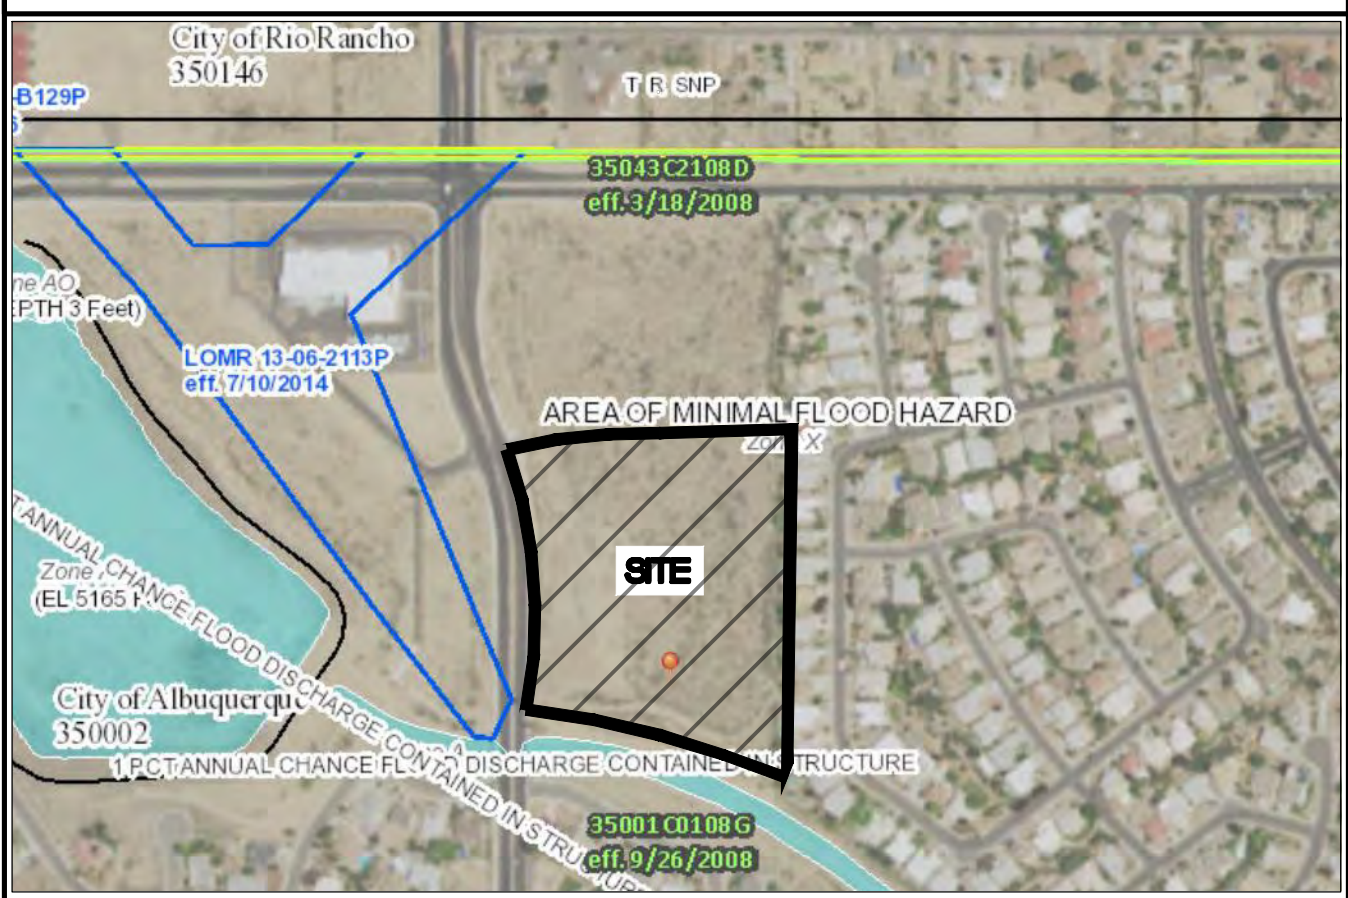 City of Rio Rancho
350146
T R SNP
-B129P
35043C2108D
eff. 3/18/2008
ne AO
EPTH 3 Feet)
LOMR 13-06-2113P
eff. 7/10/2014
AREA OF MINIMAL FLOOD HAZARD
Zone X
SITE
T ANNUAL CHANCE FLOOD DISCHARGE CONTAINED IN STRUCTURE
Zone
(EL 5165
City of Albuquerque
350002
1 PCT ANNUAL CHANCE FLOOD DISCHARGE CONTAINED IN STRUCTURE
35001C0108G
eff. 9/26/2008